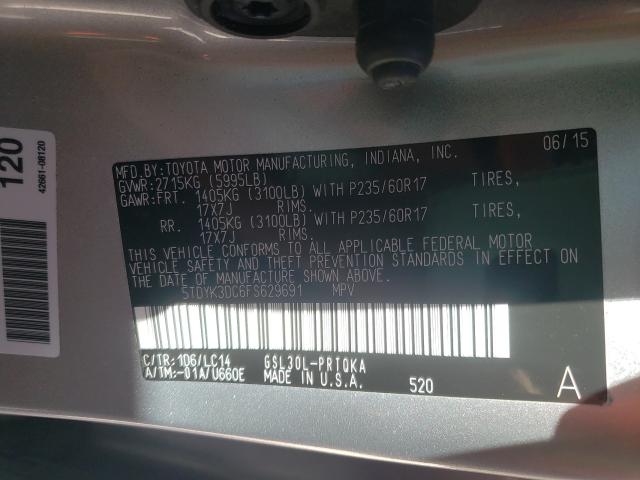 120
42661-08120
MFD.BY:TOYOTA MOTOR MANUFACTURING, INDIANA, INC. 06/15
GVWR:2715KG (5995LB)
GAWR:FRT. 1405KG (3100LB) WITH P235/60R17 TIRES,
17X7J RIMS.
RR. 1405KG (3100LB) WITH P235/60R17 TIRES,
17X7J RIMS.
THIS VEHICLE CONFORMS TO ALL APPLICABLE FEDERAL MOTOR
VEHICLE SAFETY AND THEFT PREVENTION STANDARDS IN EFFECT ON
THE DATE OF MANUFACTURE SHOWN ABOVE.
5TDYK3DC6FS629691 MPV
C/TR:1D6/LC14 GSL30L-PRTQKA
A/TM:-01A/U660E MADE IN U.S.A. 520 A